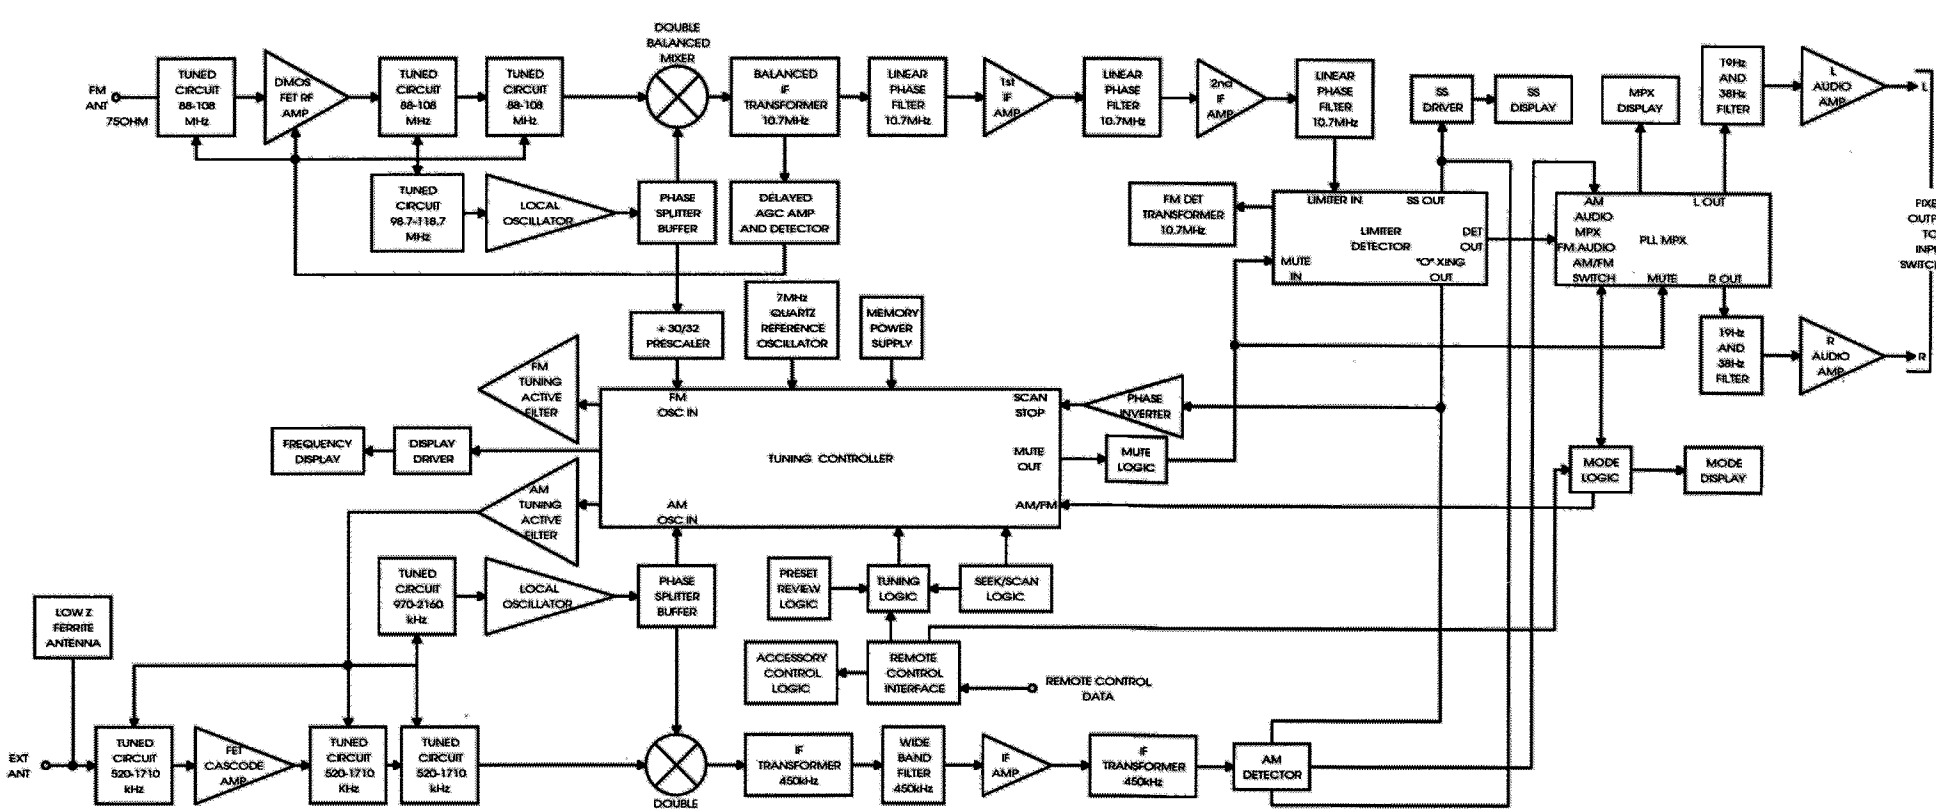 FM
ANT
75OHM
TUNED
CIRCUIT
88-108
MHz
DMOS
FET RF
AMP
TUNED
CIRCUIT
88-108
MHz
TUNED
CIRCUIT
88-108
MHz
DOUBLE
BALANCED
MIXER
BALANCED
IF
TRANSFORMER
10.7MHz
LINEAR
PHASE
FILTER
10.7MHz
1st
IF
AMP
LINEAR
PHASE
FILTER
10.7MHz
2nd
IF
AMP
LINEAR
PHASE
FILTER
10.7MHz
SS
DRIVER
SS
DISPLAY
MPX
DISPLAY
19Hz
AND
38Hz
FILTER
L
AUDIO
AMP
L
TUNED
CIRCUIT
98.7-118.7
MHz
LOCAL
OSCILLATOR
PHASE
SPLITTER
BUFFER
DELAYED
AGC AMP
AND DETECTOR
FM DET
TRANSFORMER
10.7MHz
LIMITER IN
SS OUT
LIMITER
DETECTOR
DET
OUT
MUTE
IN
"O" XING
OUT
AM
AUDIO
MPX
FM AUDIO
AM/FM
SWITCH
L OUT
PLL MPX
MUTE
R OUT
FIXE
OUTP
TO
INP
SWITC
÷ 30/32
PRESCALER
7MHz
QUARTZ
REFERENCE
OSCILLATOR
MEMORY
POWER
SUPPLY
19Hz
AND
38Hz
FILTER
R
AUDIO
AMP
R
FM
TUNING
ACTIVE
FILTER
FM
OSC IN
SCAN
STOP
PHASE
INVERTER
FREQUENCY
DISPLAY
DISPLAY
DRIVER
TUNING CONTROLLER
MUTE
OUT
MUTE
LOGIC
MODE
LOGIC
MODE
DISPLAY
AM
TUNING
ACTIVE
FILTER
AM
OSC IN
AM/FM
TUNED
CIRCUIT
970-2160
kHz
LOCAL
OSCILLATOR
PHASE
SPLITTER
BUFFER
PRESET
REVIEW
LOGIC
TUNING
LOGIC
SEEK/SCAN
LOGIC
LOW Z
FERRITE
ANTENNA
ACCESSORY
CONTROL
LOGIC
REMOTE
CONTROL
INTERFACE
REMOTE CONTROL
DATA
EXT
ANT
TUNED
CIRCUIT
520-1710
kHz
FET
CASCODE
AMP
TUNED
CIRCUIT
520-1710
KHz
TUNED
CIRCUIT
520-1710
kHz
DOUBLE
IF
TRANSFORMER
450kHz
WIDE
BAND
FILTER
450kHz
IF
AMP
IF
TRANSFORMER
450kHz
AM
DETECTOR